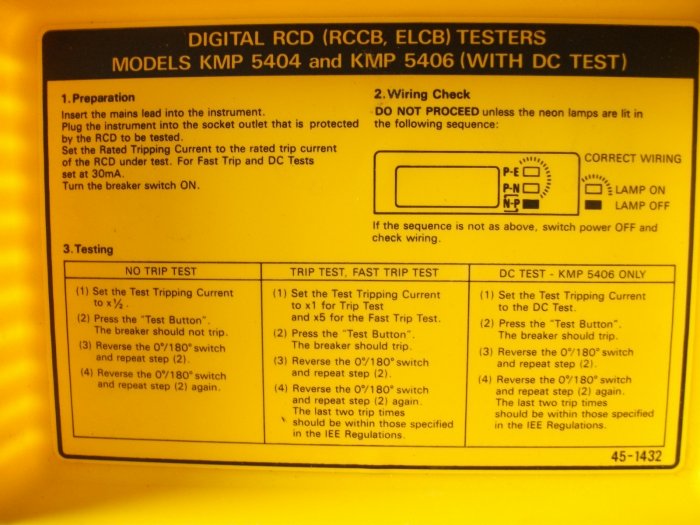 DIGITAL RCD (RCCB, ELCB) TESTERS
MODELS KMP 5404 and KMP 5406 (WITH DC TEST)
1. Preparation
Insert the mains lead into the instrument.
Plug the instrument into the socket outlet that is protected
by the RCD to be tested.
Set the Rated Tripping Current to the rated trip current
of the RCD under test. For Fast Trip and DC Tests
set at 30mA.
Turn the breaker switch ON.
2. Wiring Check
DO NOT PROCEED unless the neon lamps are lit in
the following sequence:
P-E
P-N
N-P
CORRECT WIRING
LAMP ON
LAMP OFF
If the sequence is not as above, switch power OFF and
check wiring.
3. Testing
NO TRIP TEST
(1) Set the Test Tripping Current
to x½.
(2) Press the "Test Button".
The breaker should not trip.
(3) Reverse the 0°/180° switch
and repeat step (2).
(4) Reverse the 0°/180° switch
and repeat step (2) again.
TRIP TEST, FAST TRIP TEST
(1) Set the Test Tripping Current
to x1 for Trip Test
and x5 for the Fast Trip Test.
(2) Press the "Test Button".
The breaker should trip.
(3) Reverse the 0°/180° switch
and repeat step (2).
(4) Reverse the 0°/180° switch
and repeat step (2) again.
The last two trip times
should be within those specified
in the IEE Regulations.
DC TEST - KMP 5406 ONLY
(1) Set the Test Tripping Current
to the DC Test.
(2) Press the "Test Button".
The breaker should trip.
(3) Reverse the 0°/180° switch
and repeat step (2).
(4) Reverse the 0°/180° switch
and repeat step (2) again.
The last two trip times
should be within those specified
in the IEE Regulations.
45-1432